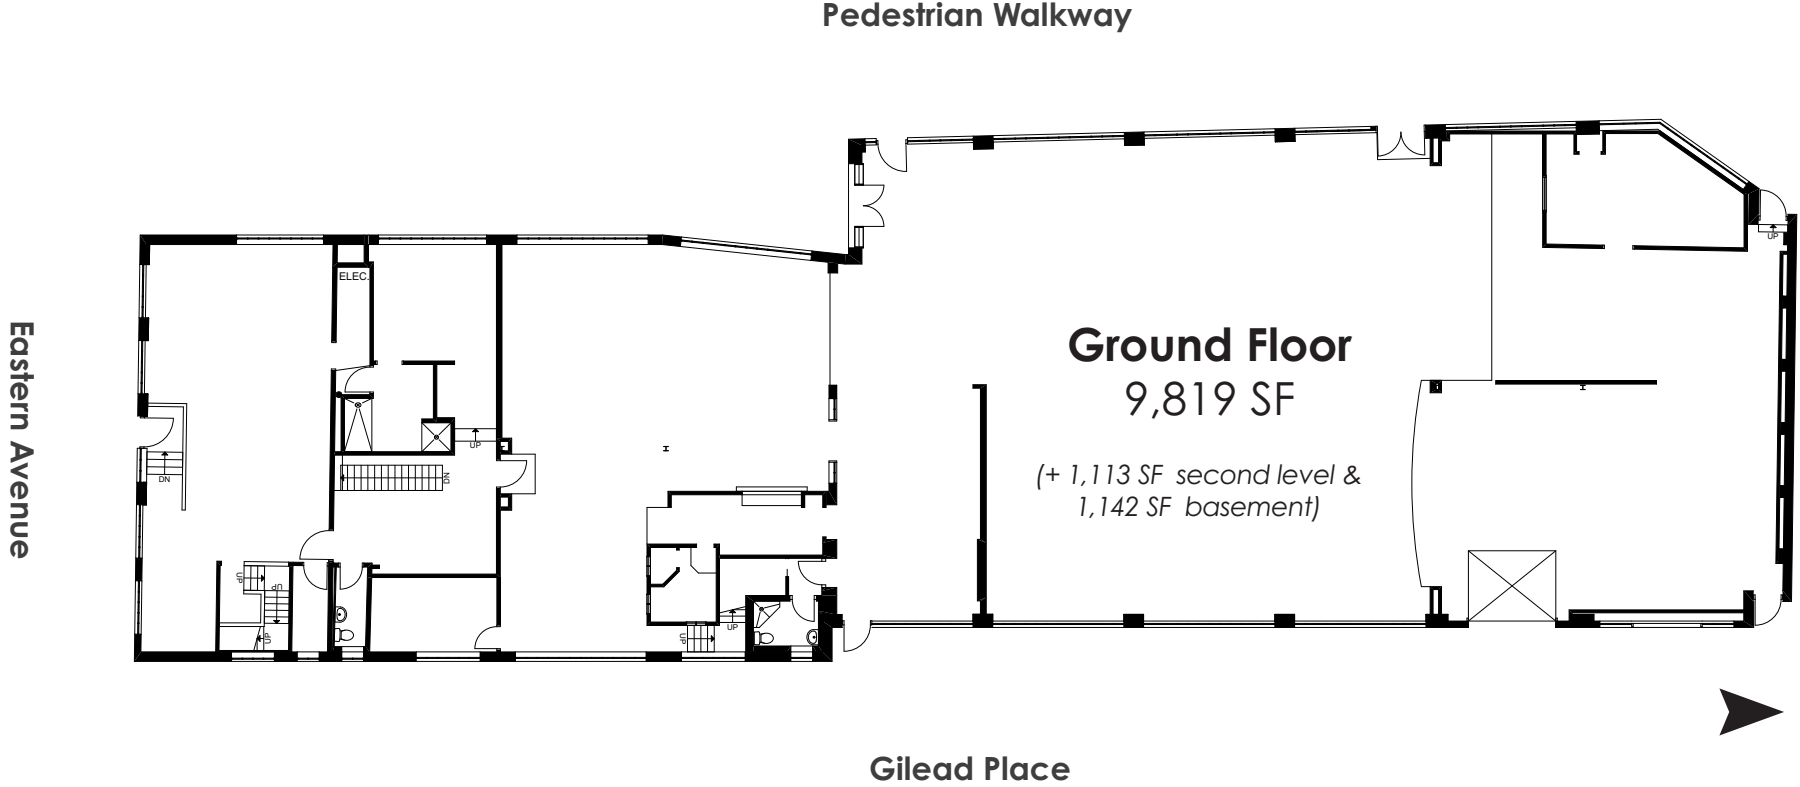 Pedestrian Walkway
UP
ELEC.
Eastern Avenue
Ground Floor
9,819 SF
UP
(+ 1,113 SF second level &
1,142 SF basement)
DN
DN
UP
UP
UP
UP
UP
Gilead Place